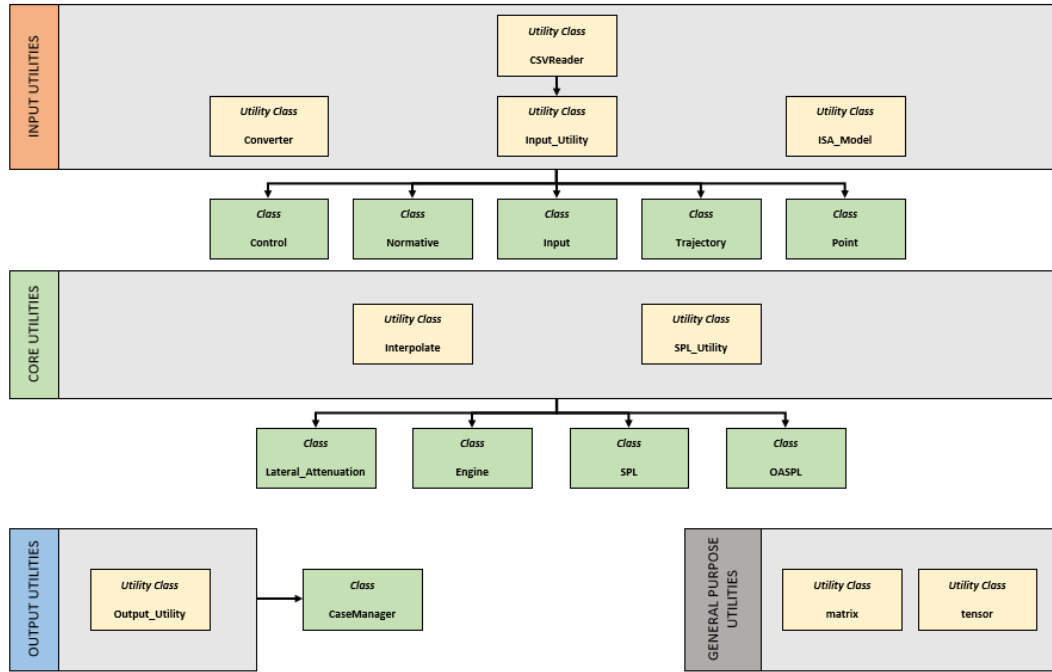 INPUT UTILITIES
Utility Class
CSVReader
Utility Class
Converter
Utility Class
Input_Utility
Utility Class
ISA_Model
Class
Control
Class
Normative
Class
Input
Class
Trajectory
Class
Point
CORE UTILITIES
Utility Class
Interpolate
Utility Class
SPL_Utility
Class
Lateral_Attenuation
Class
Engine
Class
SPL
Class
OASPL
OUTPUT UTILITIES
Utility Class
Output_Utility
Class
CaseManager
GENERAL PURPOSE
UTILITIES
Utility Class
matrix
Utility Class
tensor